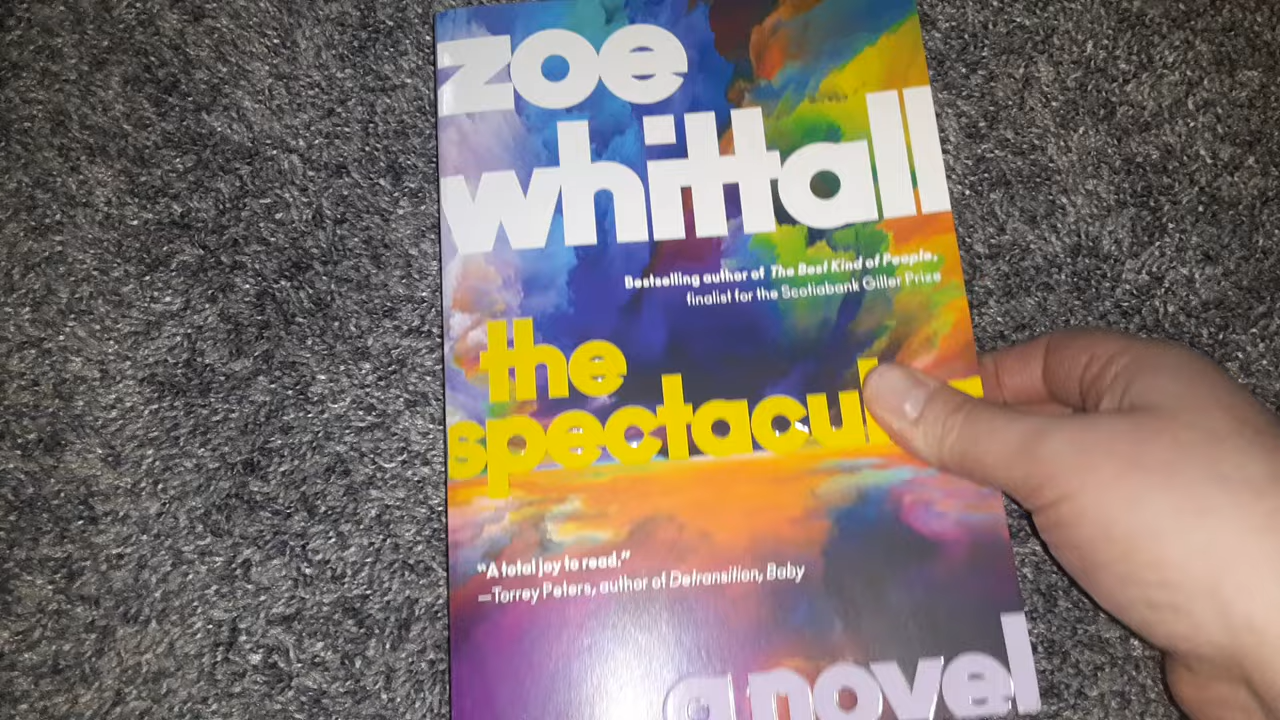 zoe
whittall
Bestselling author of The Best Kind of People,
finalist for the Scotiabank Giller Prize
the
spectacular
"A total joy to read."
—Torrey Peters, author of Detransition, Baby
a novel